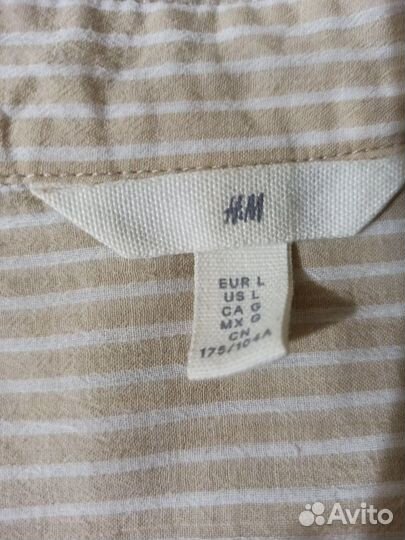 H&M
EUR L
US L
CA G
MX G
CN
175/104A
Avito